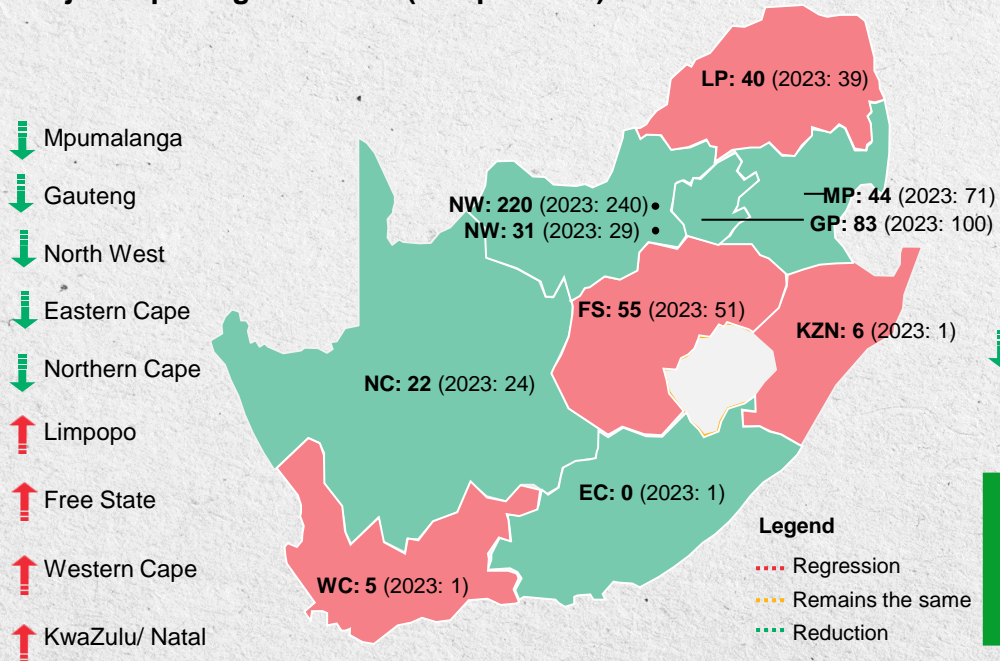 LP: 40 (2023: 39)
Mpumalanga
Gauteng
North West
Eastern Cape
Northern Cape
Limpopo
Free State
Western Cape
KwaZulu/ Natal
NW: 220 (2023: 240)
NW: 31 (2023: 29)
MP: 44 (2023: 71)
GP: 83 (2023: 100)
FS: 55 (2023: 51)
KZN: 6 (2023: 1)
NC: 22 (2023: 24)
EC: 0 (2023: 1)
WC: 5 (2023: 1)
Legend
Regression
Remains the same
Reduction